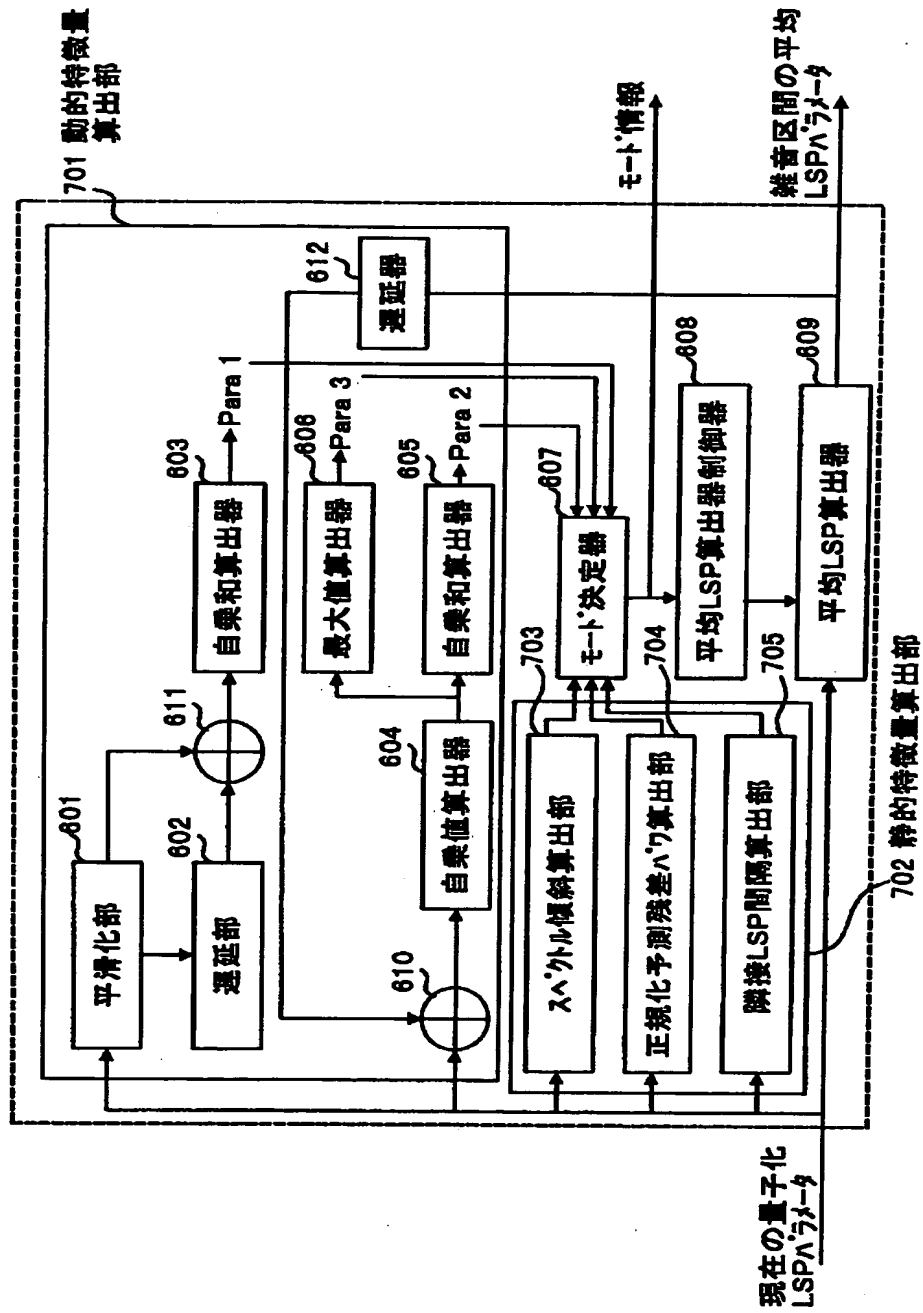 701 動的特徴量
算出部
601
平滑化部
611
603
自乗和算出器
Para 1
602
遅延部
606
最大値算出器
Para 3
612
遅延器
610
604
自乗値算出器
605
自乗和算出器
Para 2
703
スペクトル傾斜算出部
607
モード決定器
モード情報
704
正規化予測残差パワ算出部
608
平均LSP算出器制御器
705
隣接LSP間隔算出部
609
平均LSP算出器
雑音区間の平均
LSPパラメータ
現在の量子化
LSPパラメータ
702 静的特徴量算出部